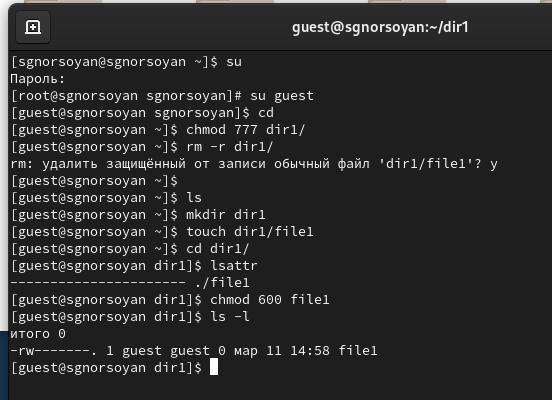 guest@sgnorsoyan:~/dir1
[sgnorsoyan@sgnorsoyan ~]$ su
Пароль:
[root@sgnorsoyan sgnorsoyan]# su guest
[guest@sgnorsoyan sgnorsoyan]$ cd
[guest@sgnorsoyan ~]$ chmod 777 dir1/
[guest@sgnorsoyan ~]$ rm -r dir1/
rm: удалить защищённый от записи обычный файл 'dir1/file1'? y
[guest@sgnorsoyan ~]$
[guest@sgnorsoyan ~]$ ls
[guest@sgnorsoyan ~]$ mkdir dir1
[guest@sgnorsoyan ~]$ touch dir1/file1
[guest@sgnorsoyan ~]$ cd dir1/
[guest@sgnorsoyan dir1]$ lsattr
---------------------- ./file1
[guest@sgnorsoyan dir1]$ chmod 600 file1
[guest@sgnorsoyan dir1]$ ls -l
итого 0
-rw-------. 1 guest guest 0 мар 11 14:58 file1
[guest@sgnorsoyan dir1]$